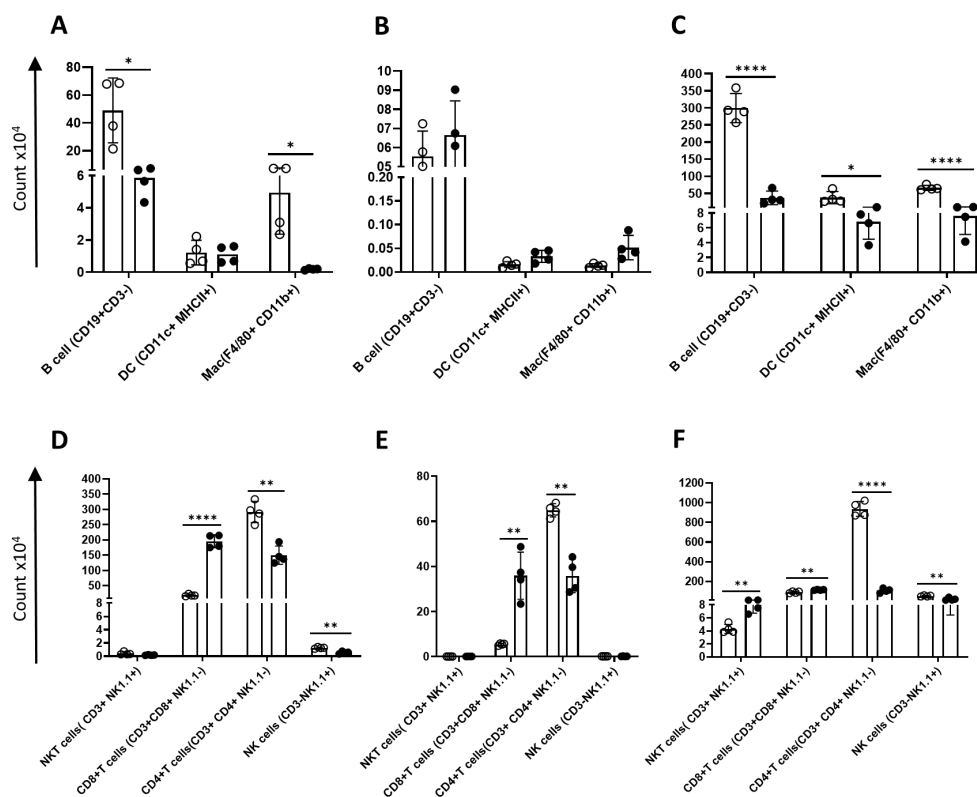 A
Count x10⁴
80
60
40
20
6
4
2
0
*
*
B cell (CD19+CD3-)
DC (CD11c+ MHCII+)
Mac(F4/80+ CD11b+)
B
10
09
08
07
06
05
0.20
0.15
0.10
0.05
0.00
B cell (CD19+CD3-)
DC (CD11c+ MHCII+)
Mac(F4/80+ CD11b+)
C
400
350
300
250
200
150
100
50
8
6
4
2
0
****
*
****
B cell (CD19+CD3-)
DC (CD11c+ MHCII+)
Mac(F4/80+ CD11b+)
D
Count x10⁴
400
350
300
250
200
150
100
50
8
6
4
2
0
****
**
**
NKT cells( CD3+ NK1.1+)
CD8+T cells (CD3+CD8+ NK1.1-)
CD4+T cells(CD3+ CD4+ NK1.1-)
NK cells (CD3-NK1.1+)
E
80
60
40
20
0
**
**
NKT cells( CD3+ NK1.1+)
CD8+T cells (CD3+CD8+ NK1.1-)
CD4+T cells(CD3+ CD4+ NK1.1-)
NK cells (CD3-NK1.1+)
F
1200
1000
800
600
400
200
8
6
4
2
0
**
**
****
**
NKT cells( CD3+ NK1.1+)
CD8+T cells (CD3+CD8+ NK1.1-)
CD4+T cells(CD3+ CD4+ NK1.1-)
NK cells (CD3-NK1.1+)